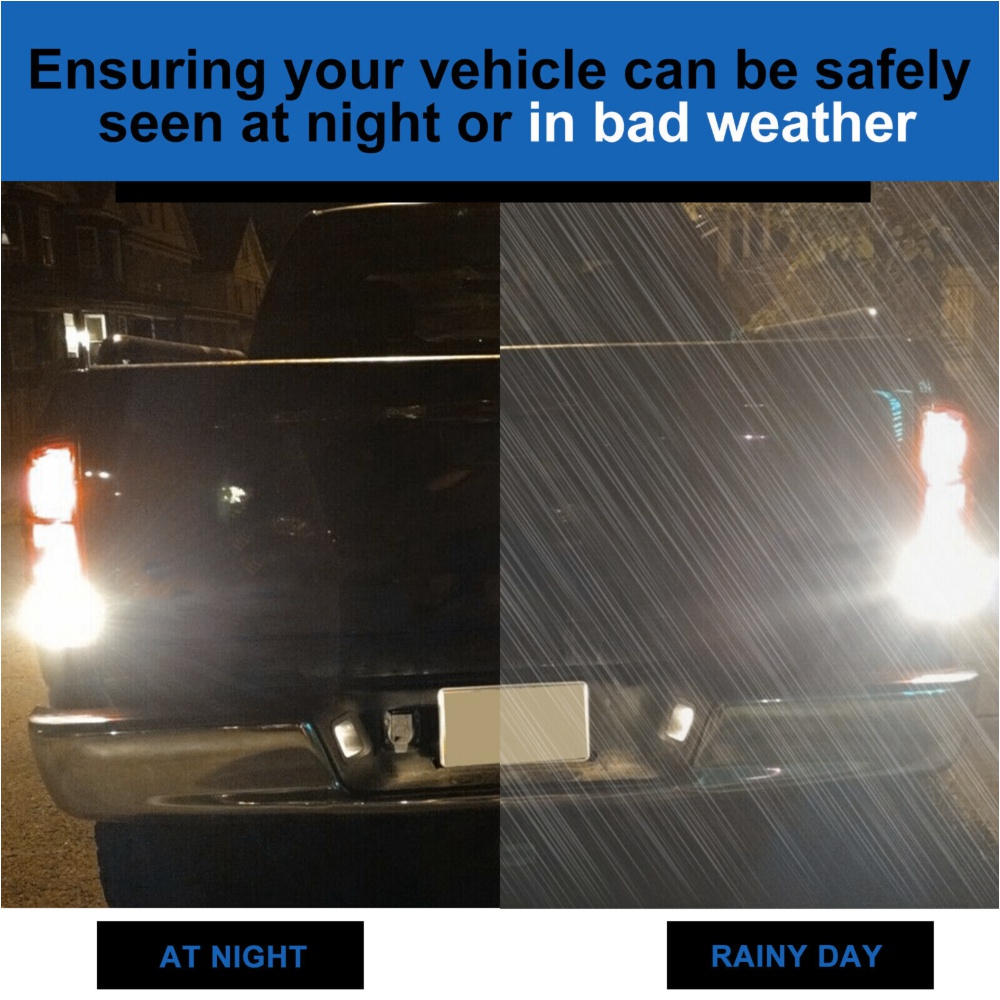 Ensuring your vehicle can be safely
seen at night or in bad weather
AT NIGHT
RAINY DAY